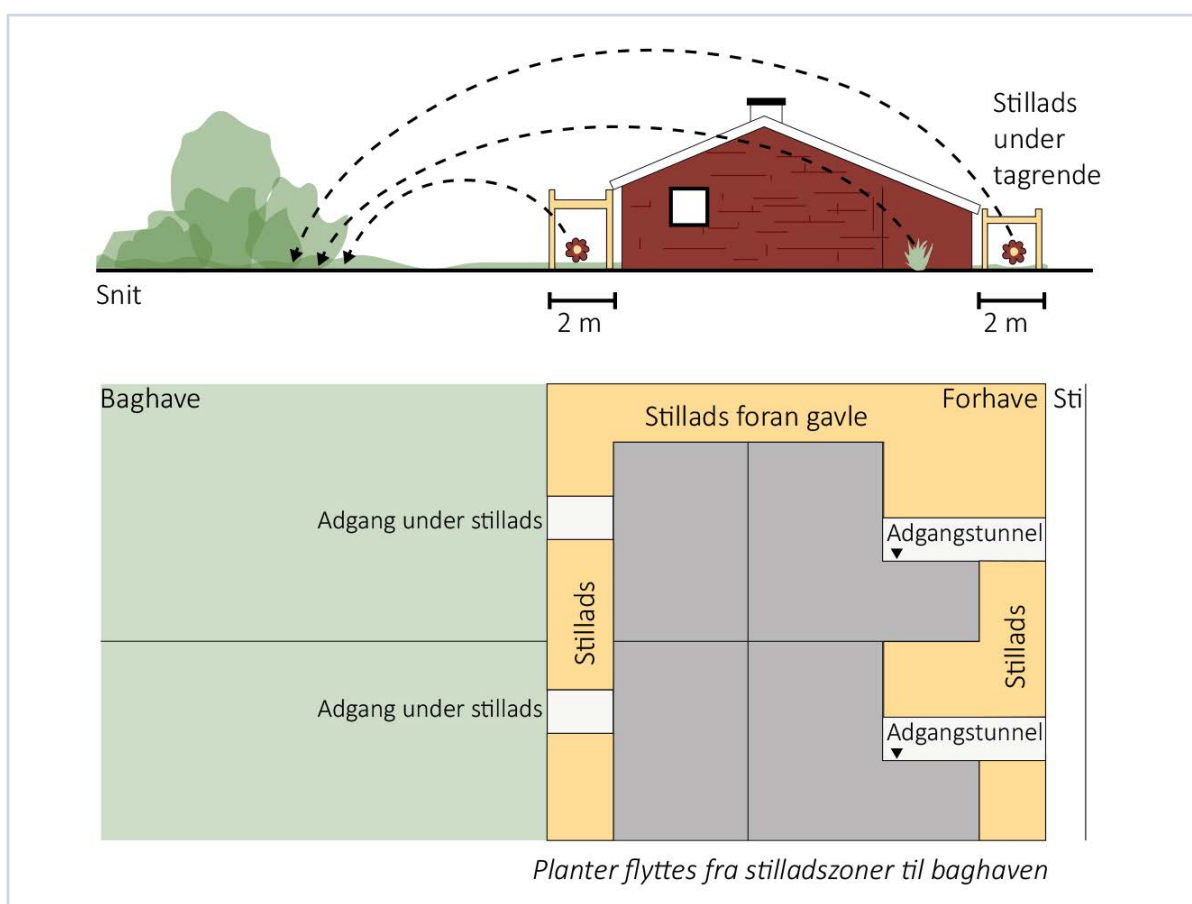 Stillads
under
tagrende
Snit
2 m
2 m
Baghave
Stillads foran gavle
Forhave
Sti
Adgang under stillads
Adgangstunnel
Stillads
Stillads
Adgang under stillads
Adgangstunnel
Planter flyttes fra stilladszoner til baghaven